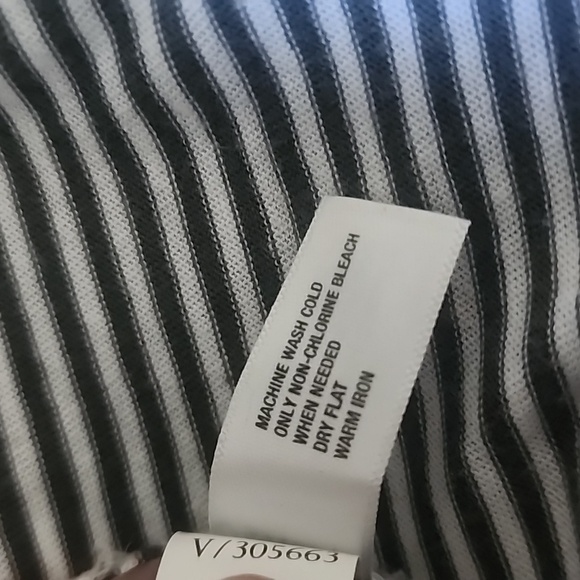 MACHINE WASH COLD
ONLY NON-CHLORINE BLEACH
WHEN NEEDED
DRY FLAT
WARM IRON
V/305663